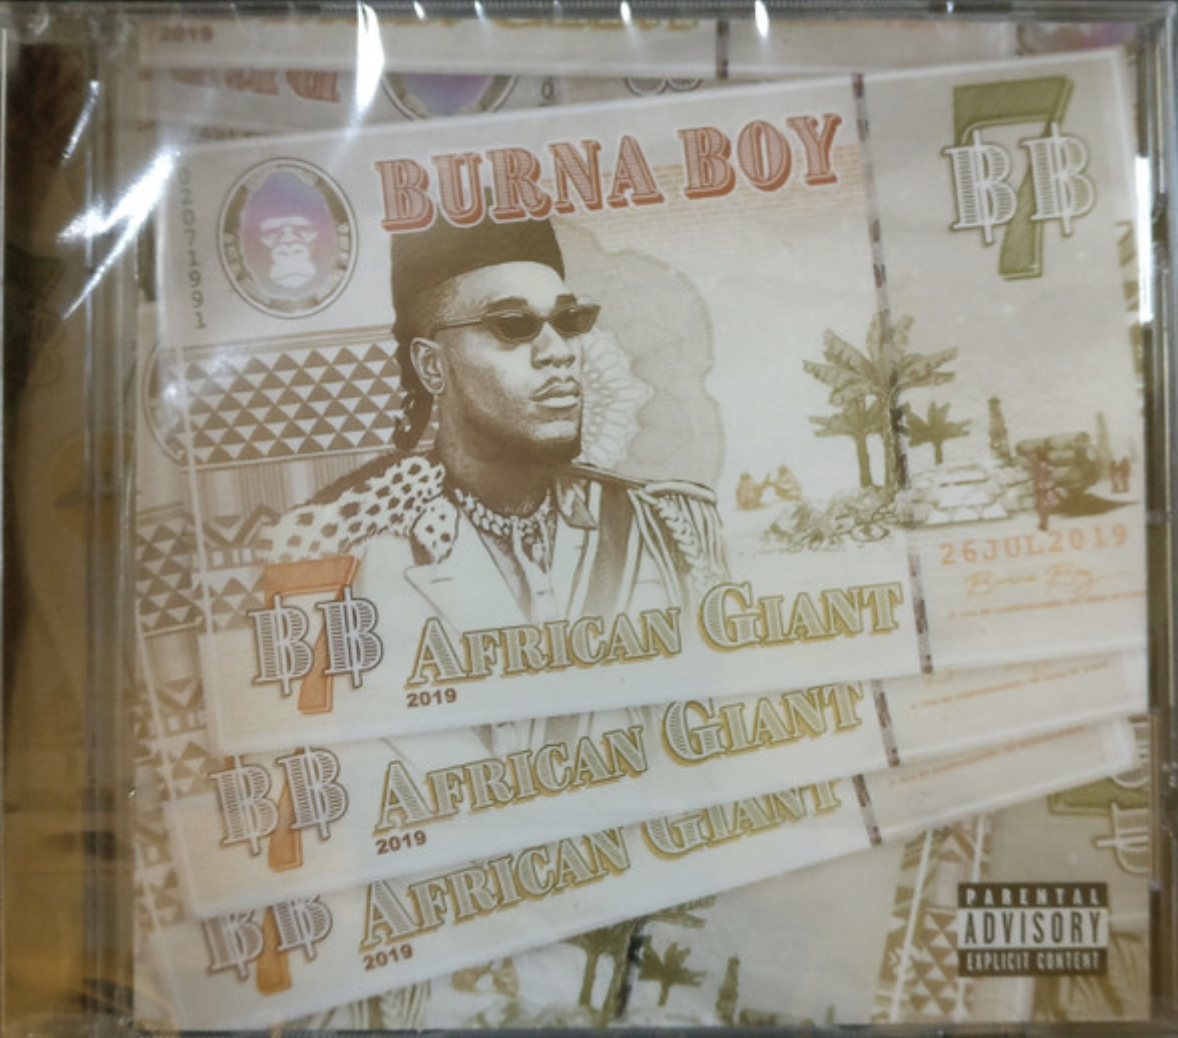 2019
BURNA BOY
7
BB
02071991
26JUL2019
Burna Boy
7
BB
AFRICAN GIANT
2019
BB
AFRICAN GIANT
2019
BB
AFRICAN GIANT
2019
PARENTAL
ADVISORY
EXPLICIT CONTENT